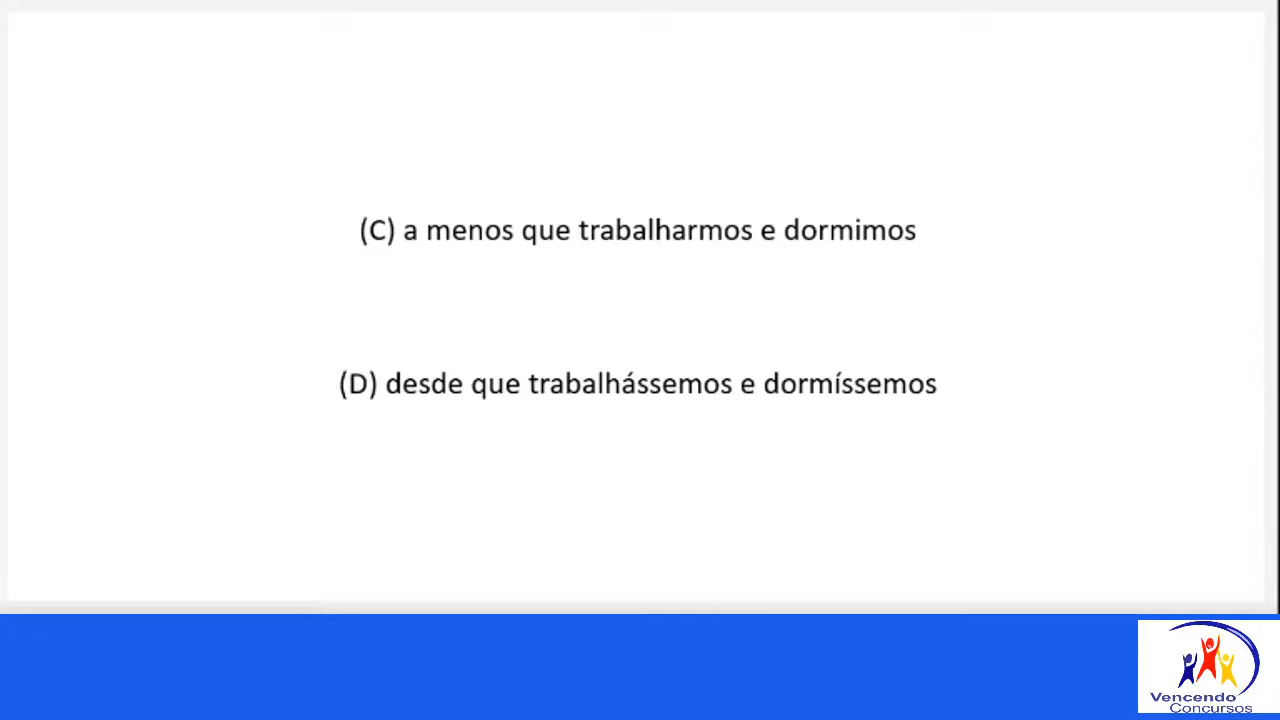 (C) a menos que trabalharmos e dormimos
(D) desde que trabalhássemos e dormíssemos
Vencendo
Concursos